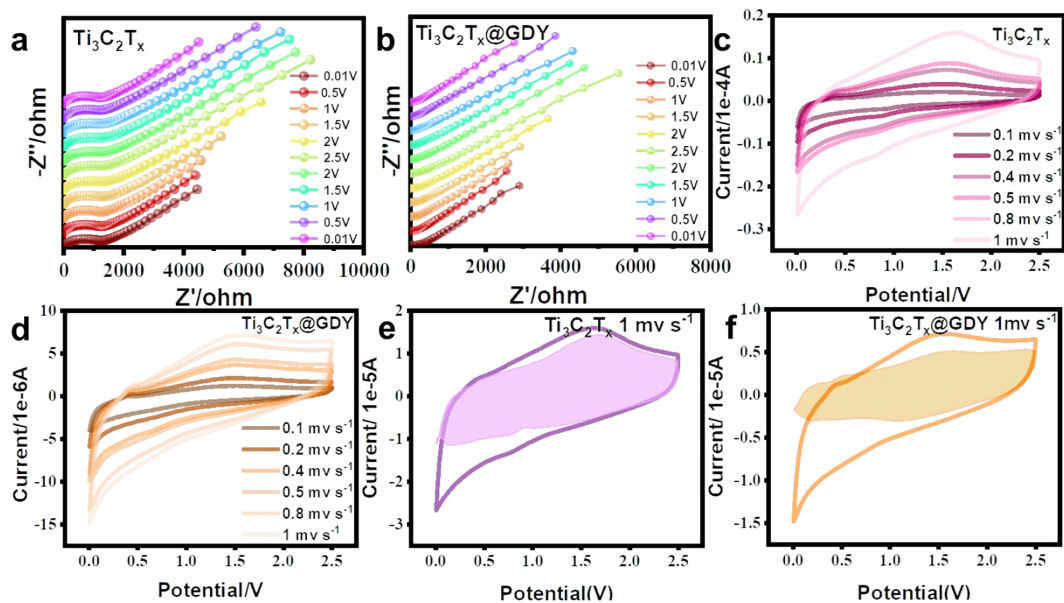 a
Ti₃C₂Tₓ
-Z''/ohm
0.01V
0.5V
1V
1.5V
2V
2.5V
2V
1.5V
1V
0.5V
0.01V
0 2000 4000 6000 8000 10000
Z'/ohm
b
Ti₃C₂Tₓ@GDY
-Z''/ohm
0.01V
0.5V
1V
1.5V
2V
2.5V
2V
1.5V
1V
0.5V
0.01V
0 2000 4000 6000 8000
Z'/ohm
c
Ti₃C₂Tₓ
Current/1e-4A
0.2
0.1
0.0
-0.1
-0.2
-0.3
0.1 mv s⁻¹
0.2 mv s⁻¹
0.4 mv s⁻¹
0.5 mv s⁻¹
0.8 mv s⁻¹
1 mv s⁻¹
0.0 0.5 1.0 1.5 2.0 2.5
Potential/V
d
Ti₃C₂Tₓ@GDY
Current/1e-6A
10
5
0
-5
-10
-15
0.1 mv s⁻¹
0.2 mv s⁻¹
0.4 mv s⁻¹
0.5 mv s⁻¹
0.8 mv s⁻¹
1 mv s⁻¹
0.0 0.5 1.0 1.5 2.0 2.5
Potential/V
e
Ti₃C₂Tₓ 1 mv s⁻¹
Current/ 1e-5A
2
1
0
-1
-2
-3
0.0 0.5 1.0 1.5 2.0 2.5
Potential(V)
f
Ti₃C₂Tₓ@GDY 1mv s⁻¹
Current/ 1e-5A
1.0
0.5
0.0
-0.5
-1.0
-1.5
0.0 0.5 1.0 1.5 2.0 2.5
Potential(V)